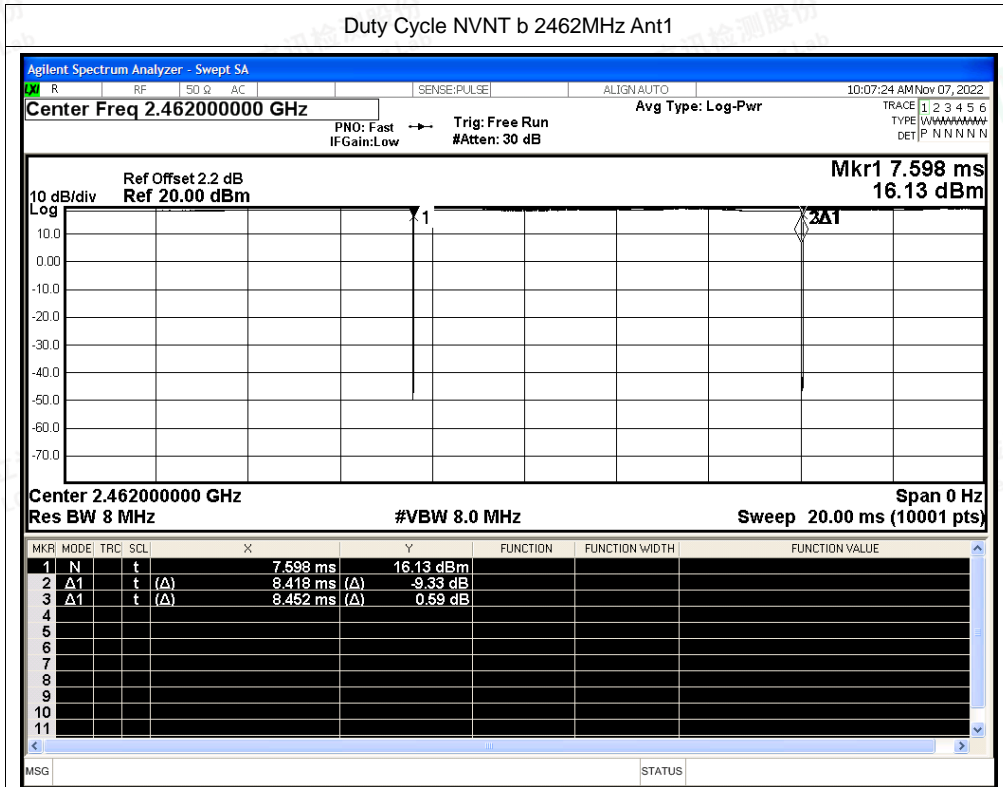 Duty Cycle NVNT b 2462MHz Ant1
Agilent Spectrum Analyzer - Swept SA
LXI R RF 50 Ω AC SENSE:PULSE ALIGN AUTO 10:07:24 AM Nov 07, 2022
Center Freq 2.462000000 GHz
PNO: Fast
IFGain:Low
Trig: Free Run
#Atten: 30 dB
Avg Type: Log-Pwr
TRACE 1 2 3 4 5 6
TYPE WWWWWW
DET P N N N N N
Mkr1 7.598 ms
16.13 dBm
Ref Offset 2.2 dB
10 dB/div Ref 20.00 dBm
Log
10.0
0.00
-10.0
-20.0
-30.0
-40.0
-50.0
-60.0
-70.0
1
3Δ1
Center 2.462000000 GHz Span 0 Hz
Res BW 8 MHz #VBW 8.0 MHz Sweep 20.00 ms (10001 pts)
MKR MODE TRC SCL X Y FUNCTION FUNCTION WIDTH FUNCTION VALUE
1 N t 7.598 ms 16.13 dBm
2 Δ1 t (Δ) 8.418 ms (Δ) -9.33 dB
3 Δ1 t (Δ) 8.452 ms (Δ) 0.59 dB
4
5
6
7
8
9
10
11
MSG STATUS